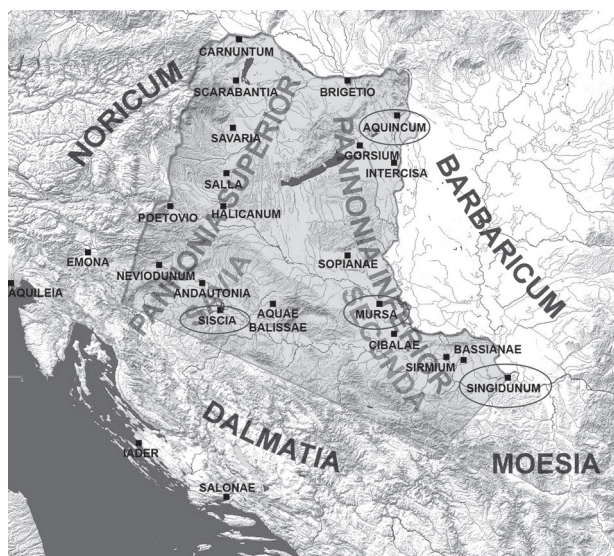 CARNUNTUM
SCARABANTIA
BRIGETIO
NORICUM
AQUINCUM
SAVARIA
GORSIUM
INTERCISA
SALLA
PANNONIA SUPERIOR
PANNONIA INFERIOR
BARBARICUM
POETOVIO
HALICANUM
EMONA
NEVIODUNUM
SOPIANAE
AQUILEIA
ANDAUTONIA
SAVIA
SISCIA
AQUAE
BALISSAE
MURSA
SECUNDA
CIBALAE
BASSIANAE
SIRMIUM
SINGIDUNUM
DALMATIA
MOESIA
IADER
SALONAE